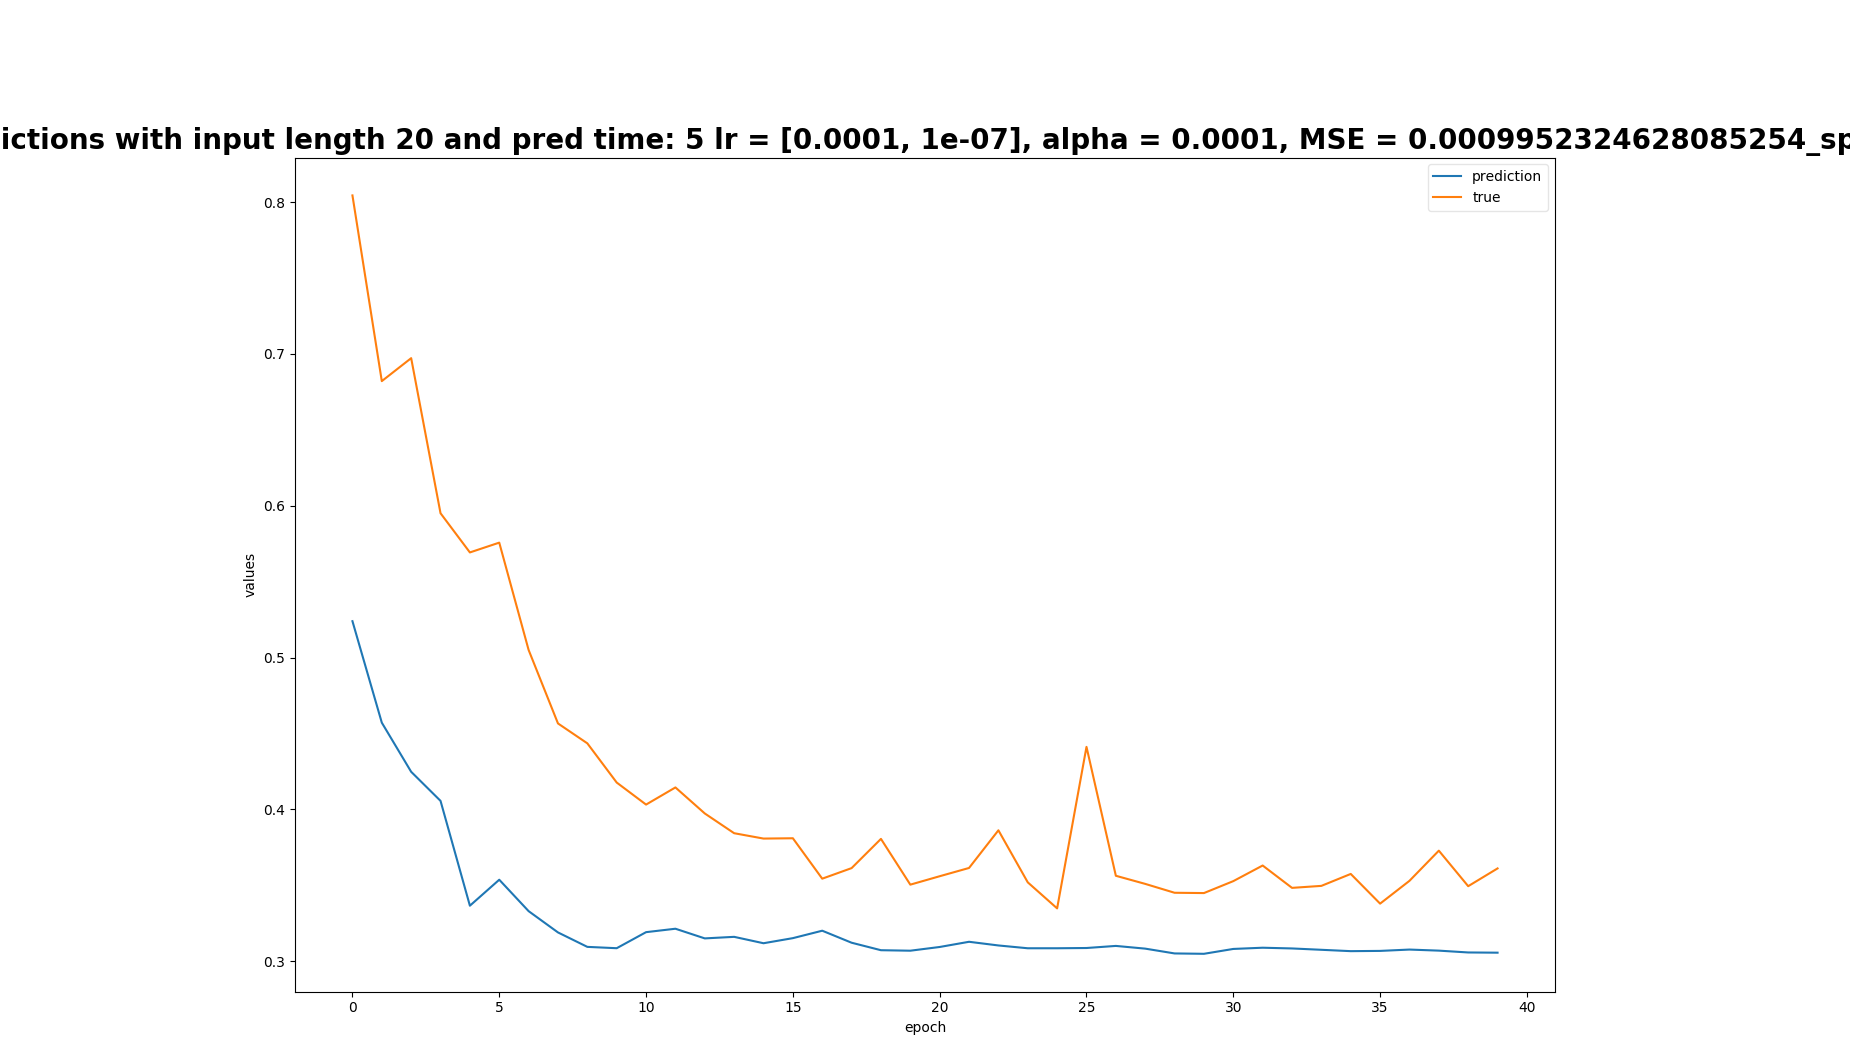 with input length 20 and pred time: 5 lr = [0.0001, 1e-07], alpha = 0.0001, MSE = 0.0009952324628085254_sp
prediction
true
0.8
0.7
0.6
0.5
0.4
0.3
values
0 5 10 15 20 25 30 35 40
epoch